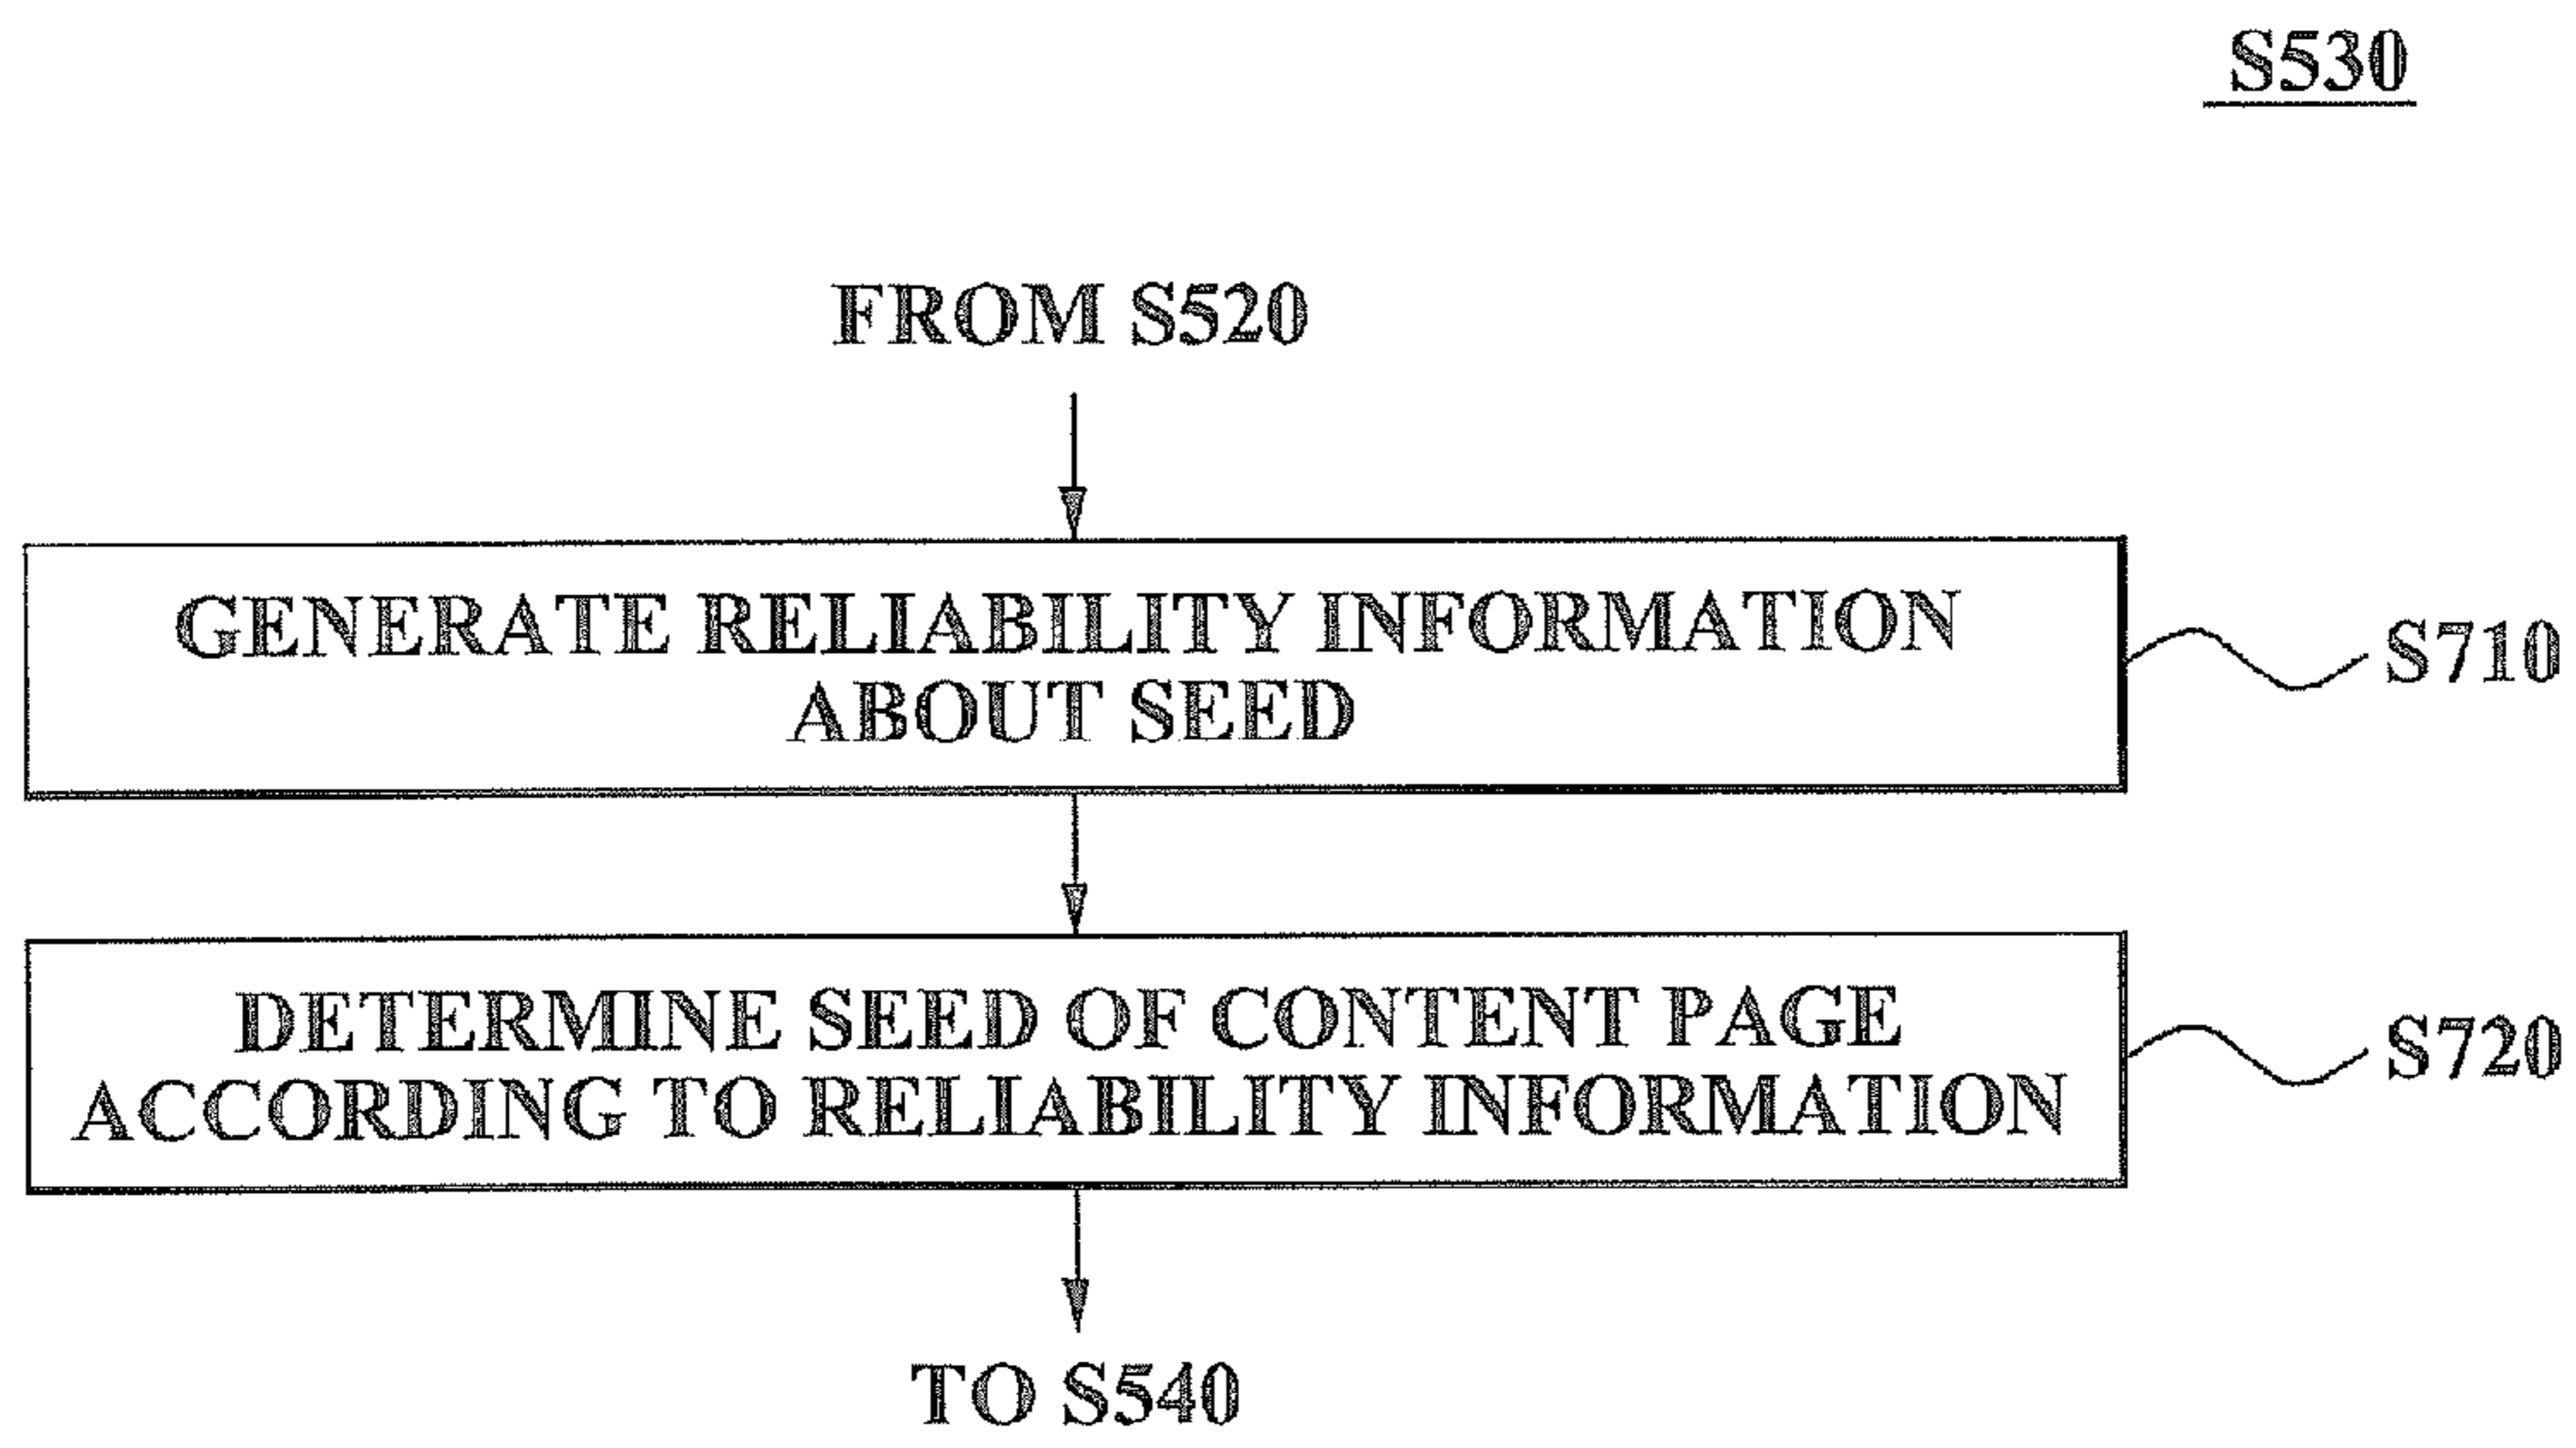 S530
FROM S520
GENERATE RELIABILITY INFORMATION
ABOUT SEED
S710
DETERMINE SEED OF CONTENT PAGE
ACCORDING TO RELIABILITY INFORMATION
S720
TO S540